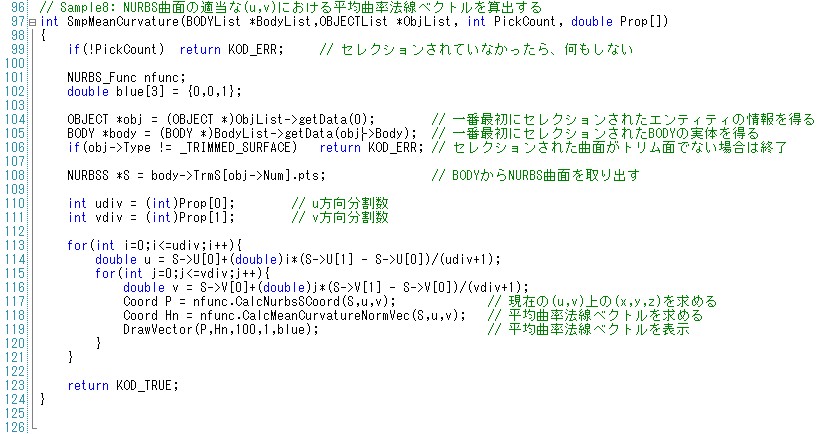 96 // Sample8: NURBS曲面の適当な(u,v)における平均曲率法線ベクトルを算出する
97 int SmpMeanCurvature(BODYList *BodyList,OBJECTList *ObjList, int PickCount, double Prop[])
98 {
99 if(!PickCount) return KOD_ERR; // セレクションされていなかったら、何もしない
100
101 NURBS_Func nfunc;
102 double blue[3] = {0,0,1};
103
104 OBJECT *obj = (OBJECT *)ObjList->getData(0); // 一番最初にセレクションされたエンティティの情報を得る
105 BODY *body = (BODY *)BodyList->getData(obj->Body); // 一番最初にセレクションされたBODYの実体を得る
106 if(obj->Type != _TRIMMED_SURFACE) return KOD_ERR; // セレクションされた曲面がトリム面でない場合は終了
107
108 NURBSS *S = body->TrmS[obj->Num].pts; // BODYからNURBS曲面を取り出す
109
110 int udiv = (int)Prop[0]; // u方向分割数
111 int vdiv = (int)Prop[1]; // v方向分割数
112
113 for(int i=0;i<=udiv;i++){
114 double u = S->U[0]+(double)i*(S->U[1] - S->U[0])/(udiv+1);
115 for(int j=0;j<=vdiv;j++){
116 double v = S->V[0]+(double)j*(S->V[1] - S->V[0])/(vdiv+1);
117 Coord P = nfunc.CalcNurbsSCoord(S,u,v); // 現在の(u,v)上の(x,y,z)を求める
118 Coord Hn = nfunc.CalcMeanCurvatureNormVec(S,u,v); // 平均曲率法線ベクトルを求める
119 DrawVector(P,Hn,100,1,blue); // 平均曲率法線ベクトルを表示
120 }
121 }
122
123 return KOD_TRUE;
124 }
125
126